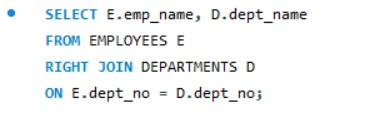 SELECT E.emp_name, D.dept_name
FROM EMPLOYEES E
RIGHT JOIN DEPARTMENTS D
ON E.dept_no = D.dept_no;